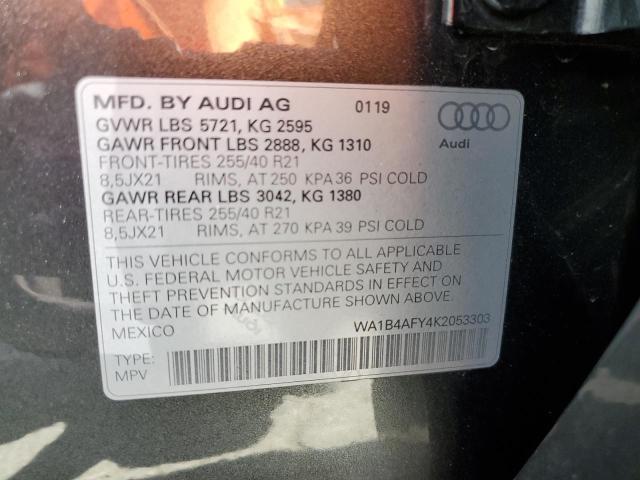 MFD. BY AUDI AG 0119
GVWR LBS 5721, KG 2595
GAWR FRONT LBS 2888, KG 1310
FRONT-TIRES 255/40 R21
8,5JX21 RIMS, AT 250 KPA 36 PSI COLD
GAWR REAR LBS 3042, KG 1380
REAR-TIRES 255/40 R21
8,5JX21 RIMS, AT 270 KPA 39 PSI COLD
Audi
THIS VEHICLE CONFORMS TO ALL APPLICABLE
U.S. FEDERAL MOTOR VEHICLE SAFETY AND
THEFT PREVENTION STANDARDS IN EFFECT ON
THE DATE OF MANUFACTURE SHOWN ABOVE.
MEXICO WA1B4AFY4K2053303
TYPE:
MPV